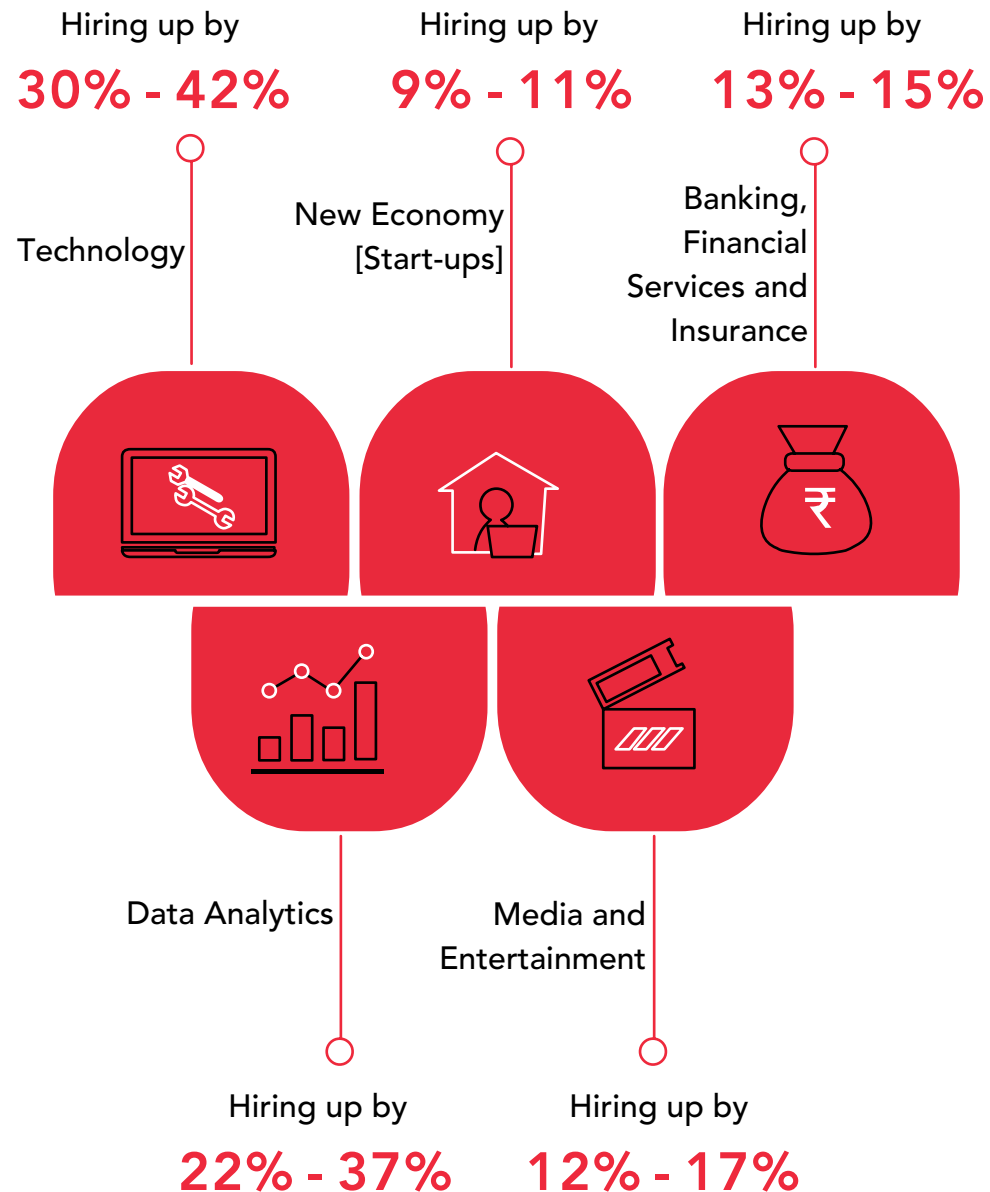 Hiring up by
30% - 42%
Technology
Hiring up by
9% - 11%
New Economy
[Start-ups]
Hiring up by
13% - 15%
Banking,
Financial
Services and
Insurance
₹
Data Analytics
Hiring up by
22% - 37%
Media and
Entertainment
Hiring up by
12% - 17%